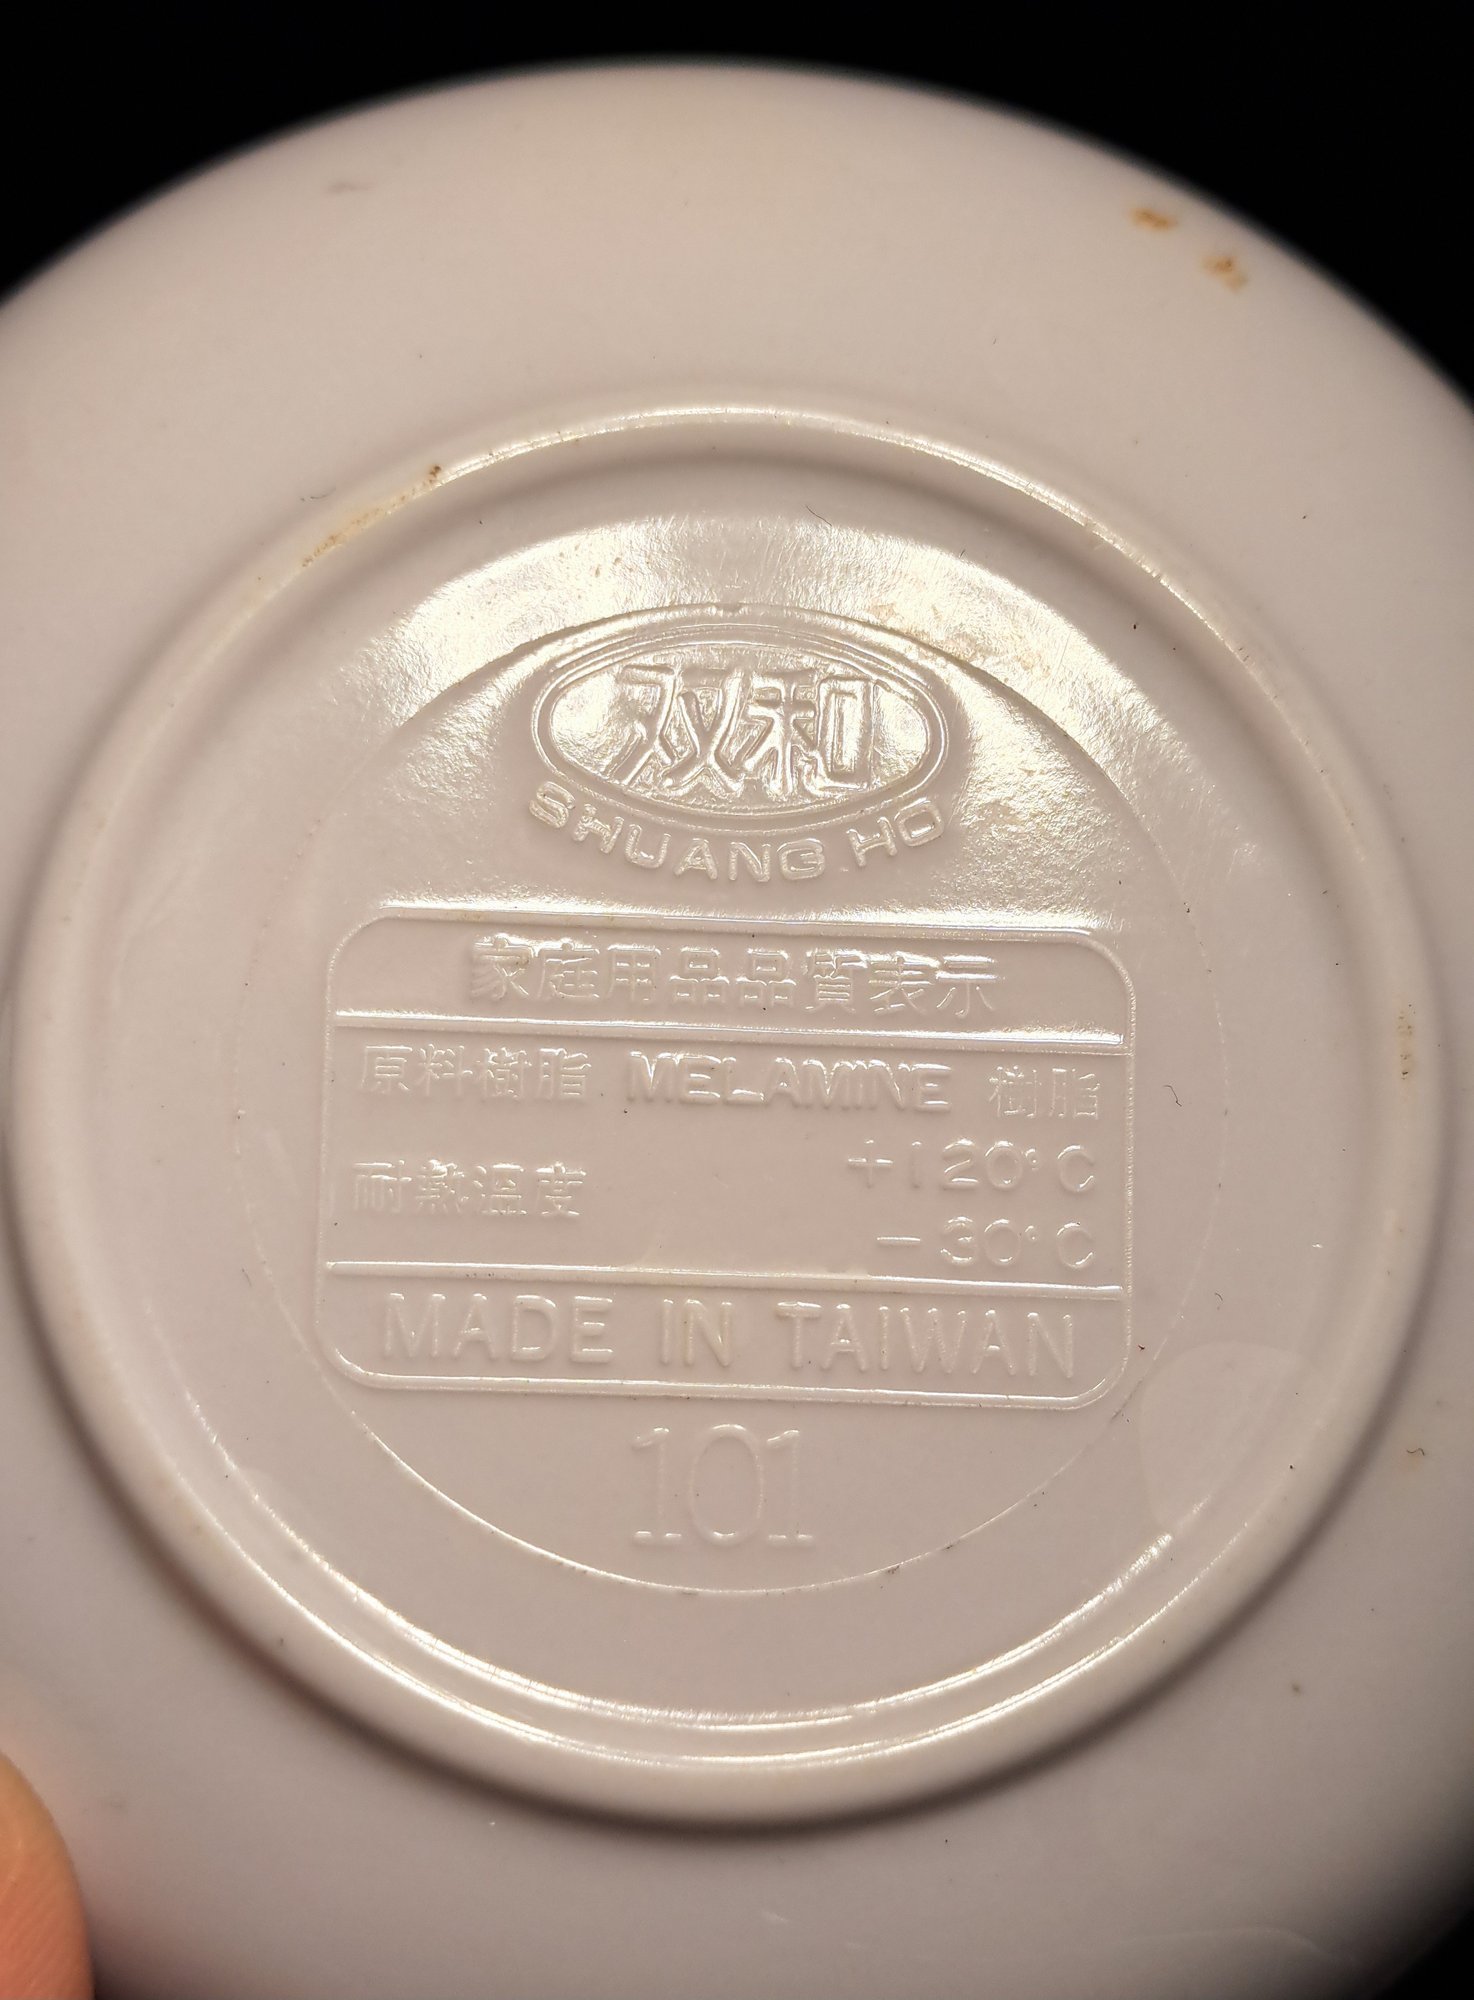 双和
SHUANG HO
家庭用品品質表示
原料樹脂 MELAMINE 樹脂
耐熱溫度 +120°C
-30°C
MADE IN TAIWAN
101